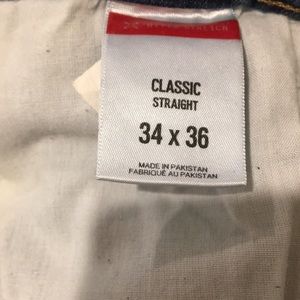 CLASSIC
STRAIGHT
34 x 36
MADE IN PAKISTAN
FABRIQUÉ AU PAKISTAN